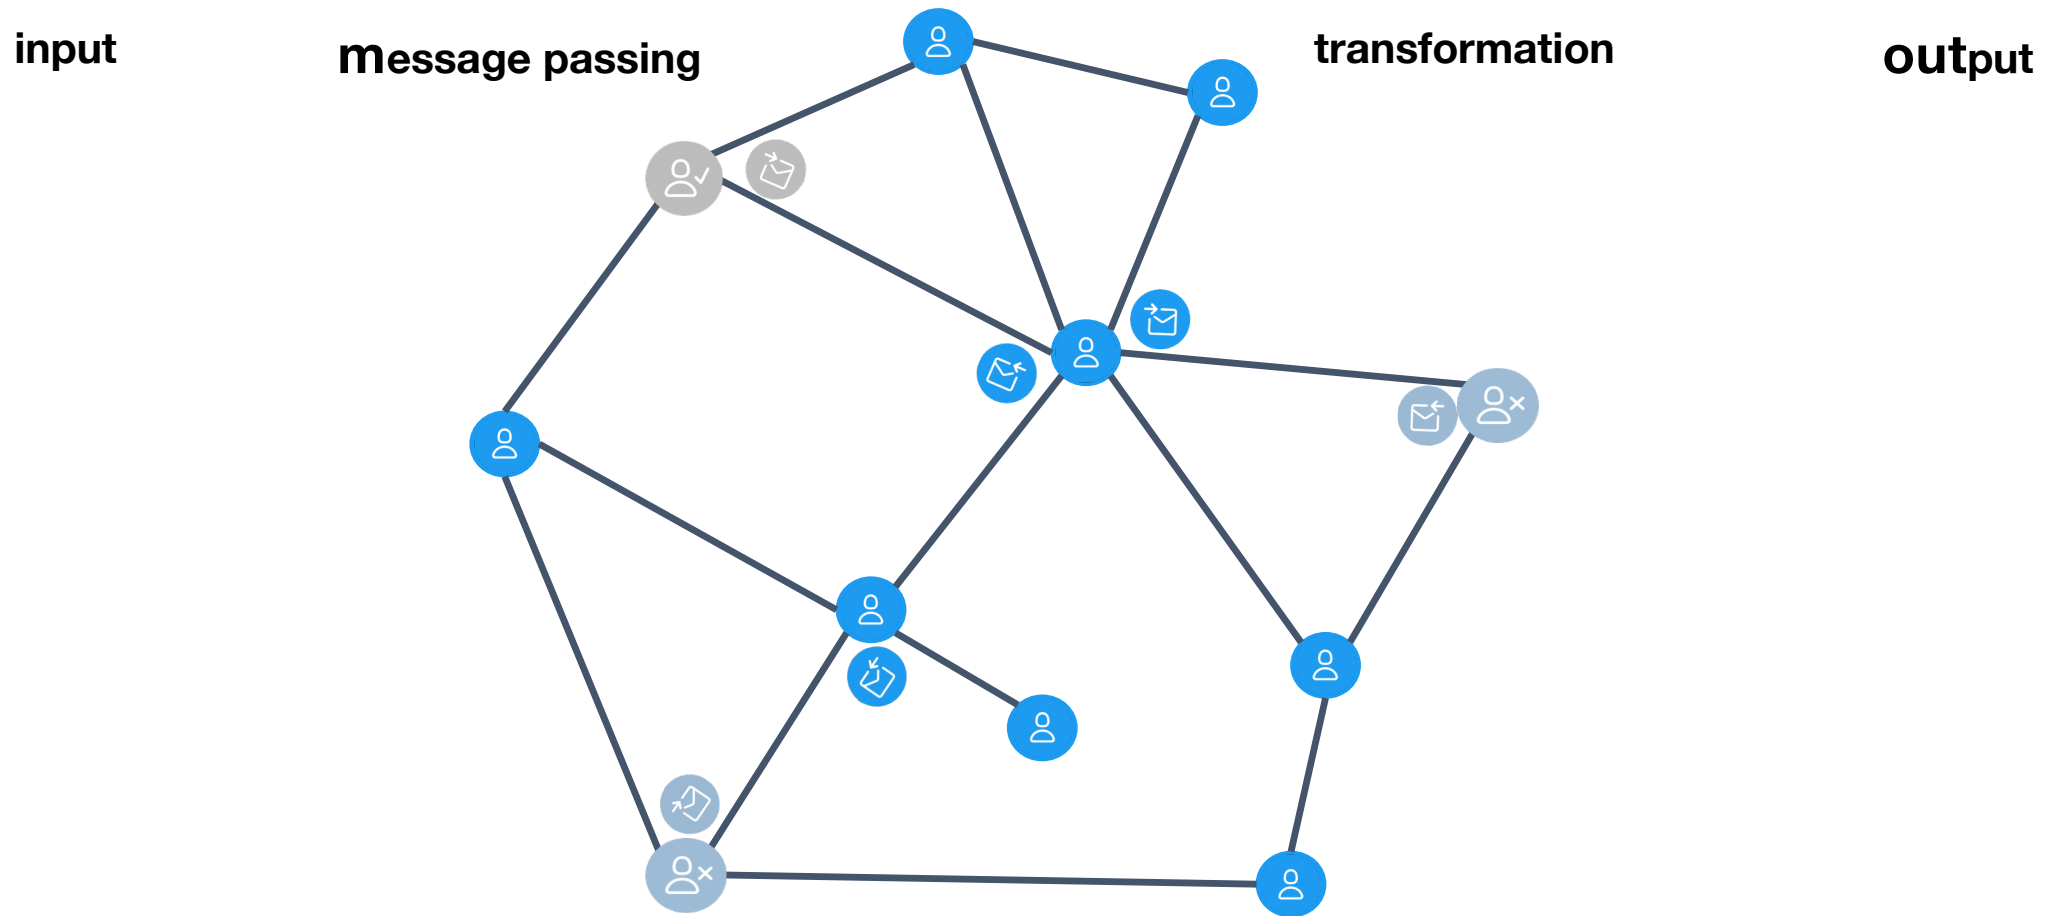 input
message passing
transformation
output